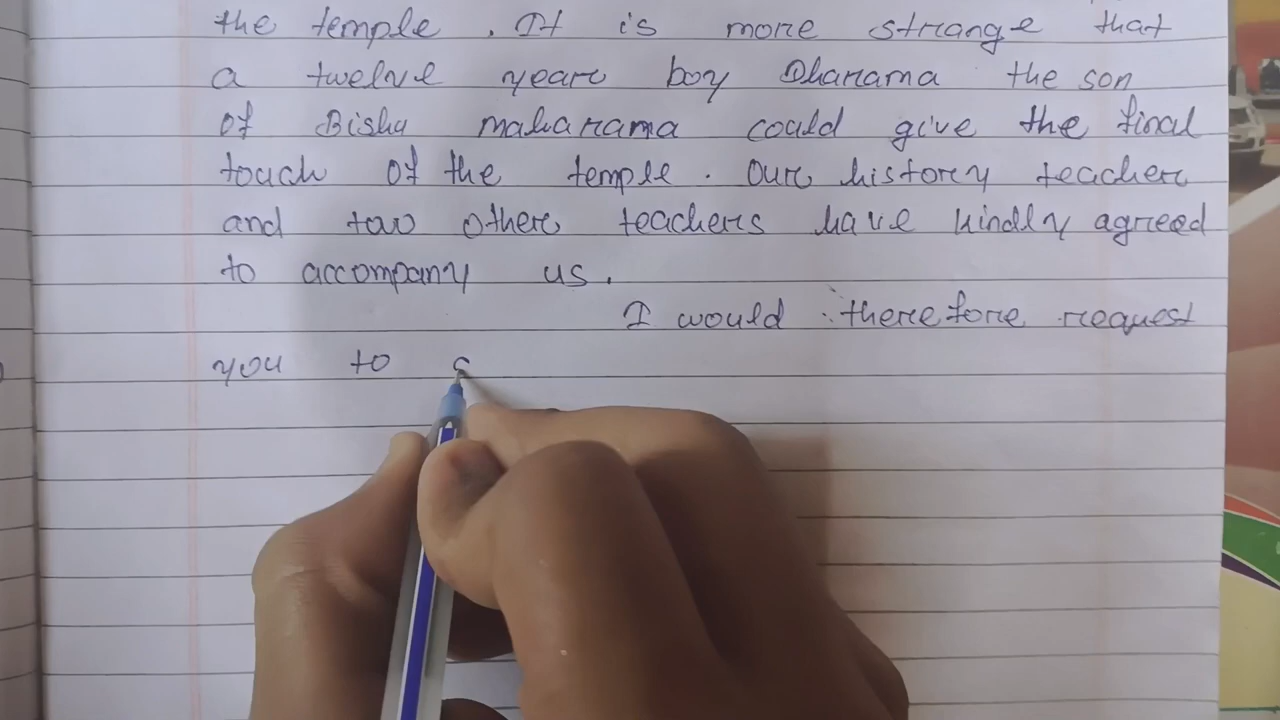 the temple . It is more strange that
a twelve years boy Dharama the son
of Bishu maharama could give the final
touch of the temple . Our history teacher
and two other teachers have kindly agreed
to accompany us .
I would therefore request
you to